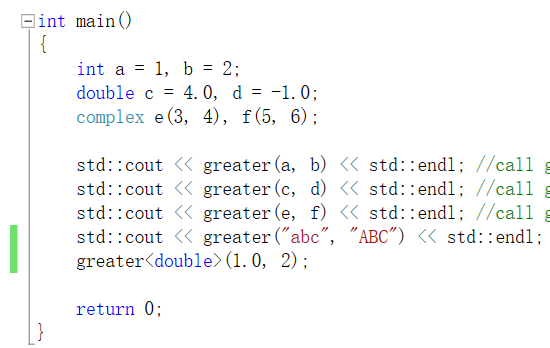 int main()
{
int a = 1, b = 2;
double c = 4.0, d = -1.0;
complex e(3, 4), f(5, 6);
std::cout << greater(a, b) << std::endl; //call g
std::cout << greater(c, d) << std::endl; //call g
std::cout << greater(e, f) << std::endl; //call g
std::cout << greater("abc", "ABC") << std::endl;
greater<double>(1.0, 2);
return 0;
}